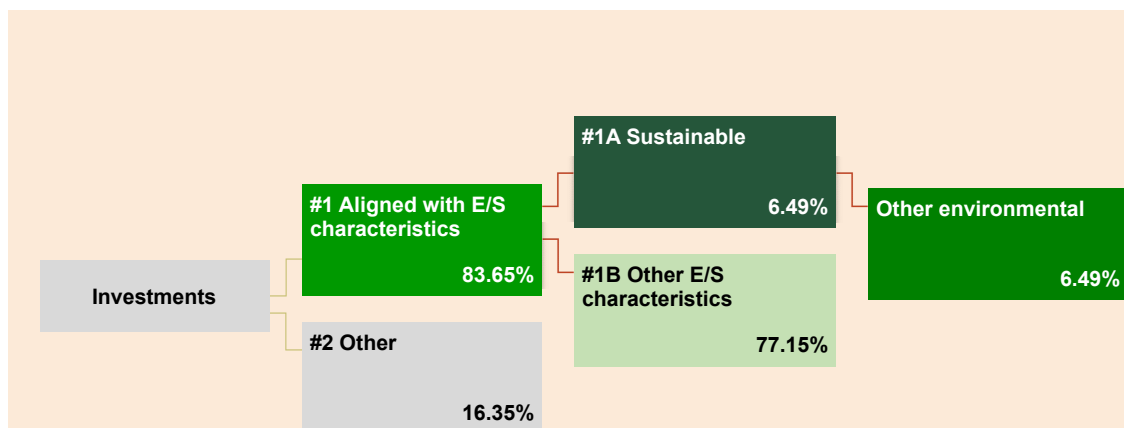 #1A Sustainable
6.49%
#1 Aligned with E/S
characteristics
83.65%
Other environmental
6.49%
Investments
#1B Other E/S
characteristics
77.15%
#2 Other
16.35%